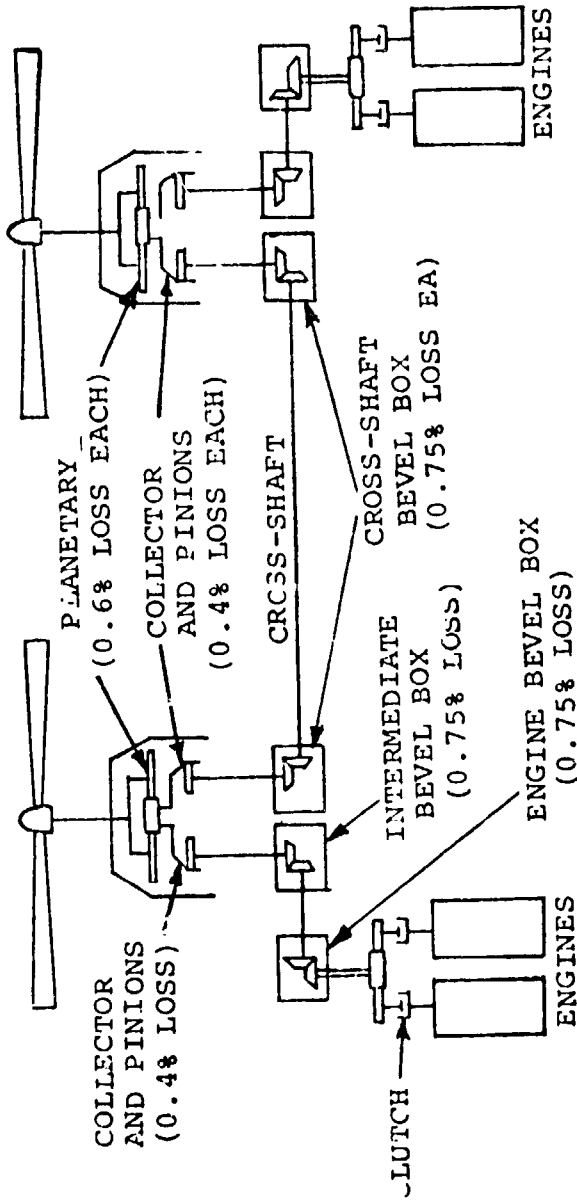 PLANETARY
(0.6% LOSS EACH)
COLLECTOR
AND PINIONS
(0.4% LOSS EACH)
COLLECTOR
AND PINIONS
(0.4% LOSS)
CROSS-SHAFT
CROSS-SHAFT
BEVEL BOX
(0.75% LOSS EA)
INTERMEDIATE
BEVEL BOX
(0.75% LOSS)
ENGINE BEVEL BOX
(0.75% LOSS)
CLUTCH
ENGINES
ENGINES